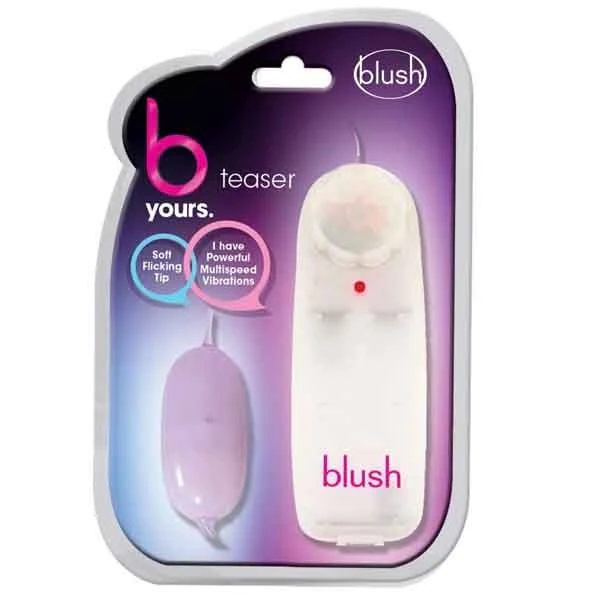 blush
b
teaser
yours.
Soft
Flicking
Tip
I have
Powerful
Multispeed
Vibrations
blush